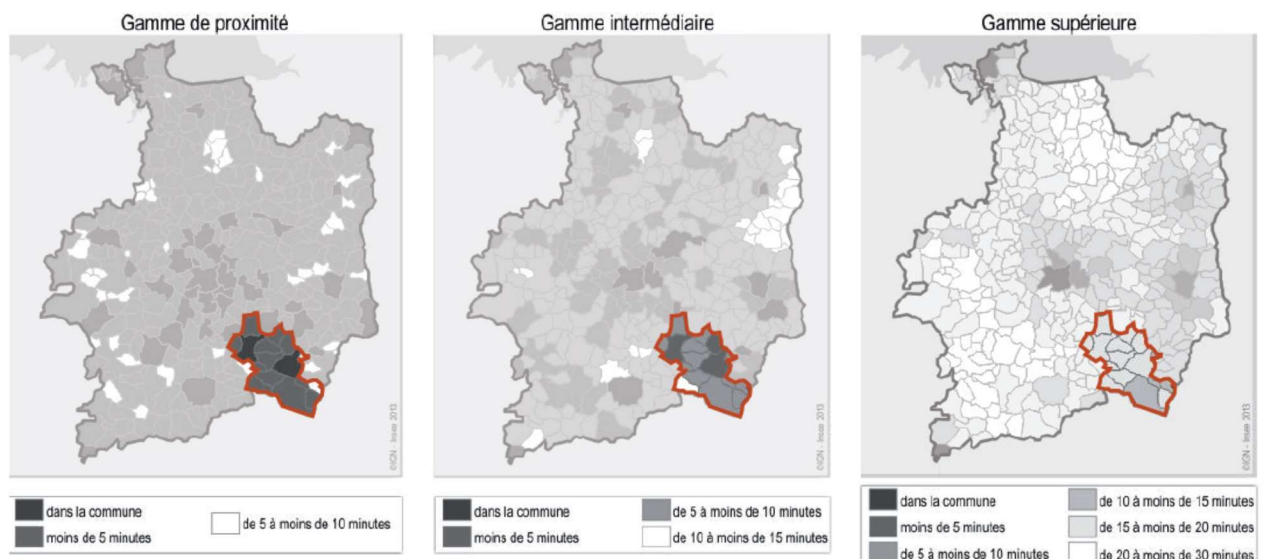 Gamme de proximité
Gamme intermédiaire
Gamme supérieure
©IGN - Insee 2013
©IGN - Insee 2013
©IGN - Insee 2013
dans la commune
moins de 5 minutes
de 5 à moins de 10 minutes
dans la commune
moins de 5 minutes
de 5 à moins de 10 minutes
de 10 à moins de 15 minutes
dans la commune
moins de 5 minutes
de 5 à moins de 10 minutes
de 10 à moins de 15 minutes
de 15 à moins de 20 minutes
de 20 à moins de 30 minutes